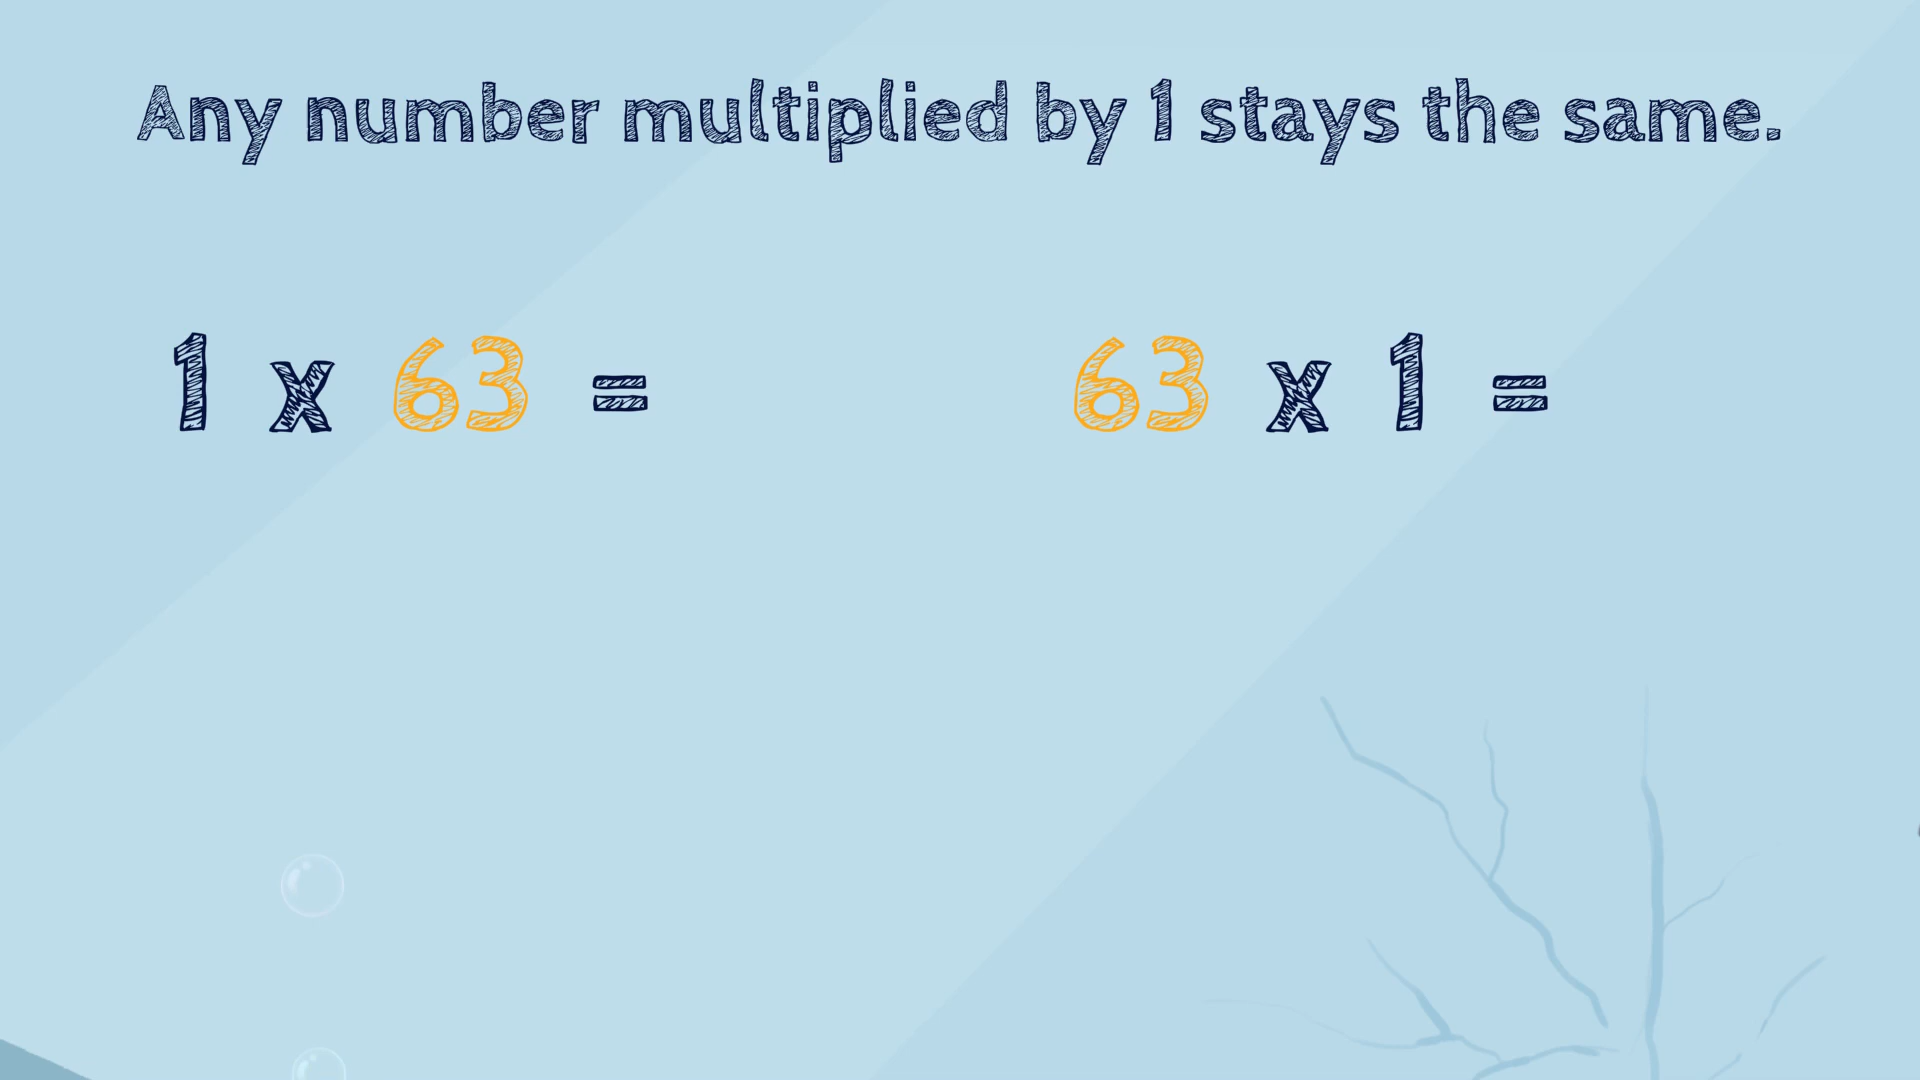 Any number multiplied by 1 stays the same.
1 x 63 =
63 x 1 =